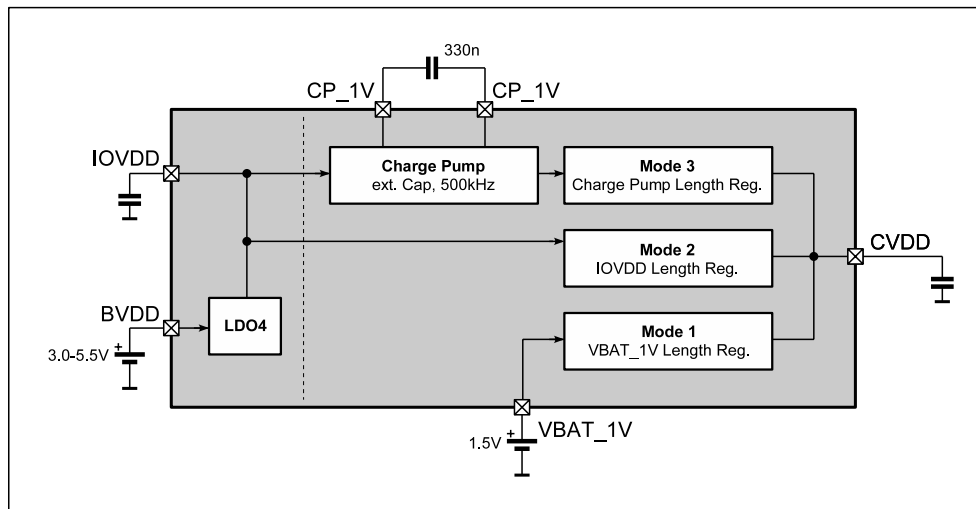 330n
CP_1V
CP_1V
IOVDD
Charge Pump
ext. Cap, 500kHz
Mode 3
Charge Pump Length Reg.
Mode 2
IOVDD Length Reg.
CVDD
BVDD
LDO4
+
3.0-5.5V
Mode 1
VBAT_1V Length Reg.
VBAT_1V
+
1.5V